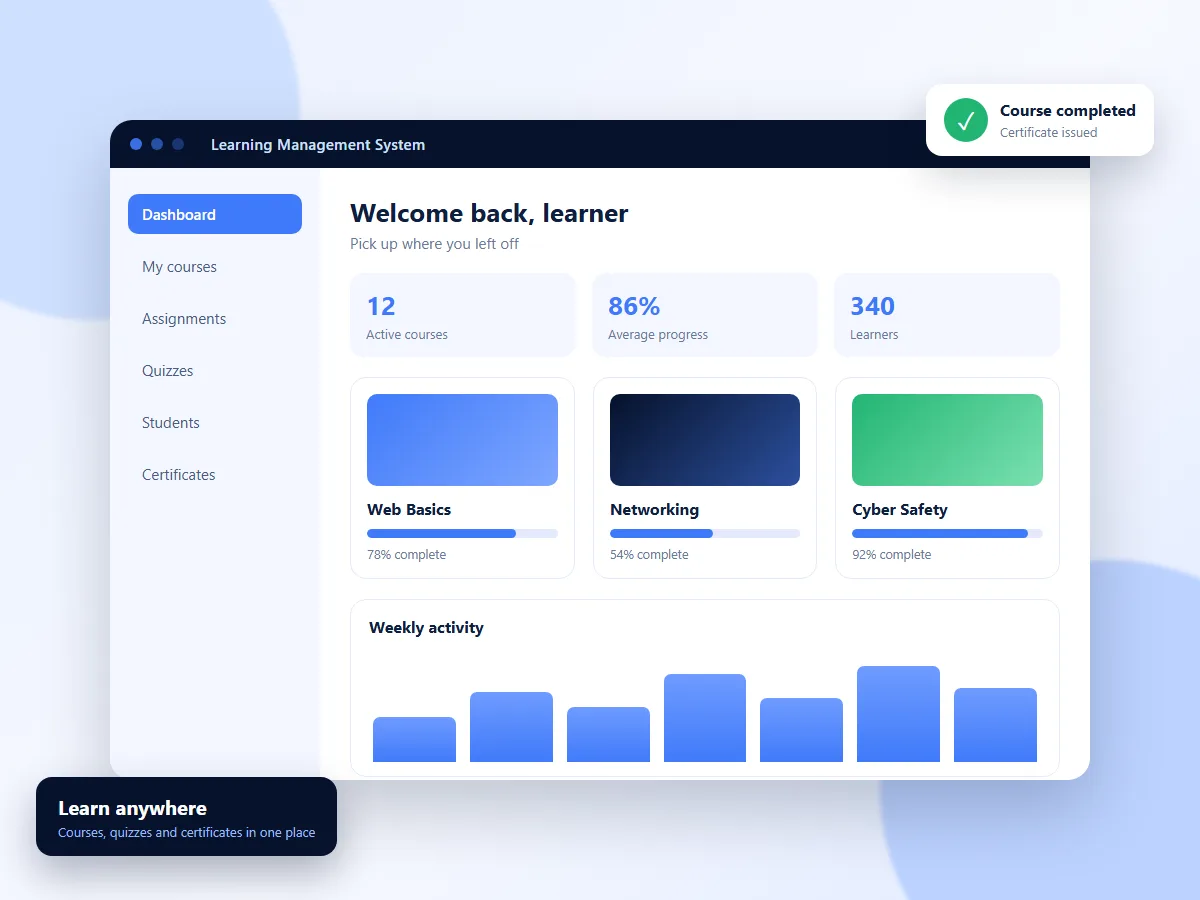 Learning Management System
Course completed
Certificate issued
Dashboard
My courses
Assignments
Quizzes
Students
Certificates
Welcome back, learner
Pick up where you left off
12
Active courses
86%
Average progress
340
Learners
Web Basics
78% complete
Networking
54% complete
Cyber Safety
92% complete
Weekly activity
Learn anywhere
Courses, quizzes and certificates in one place